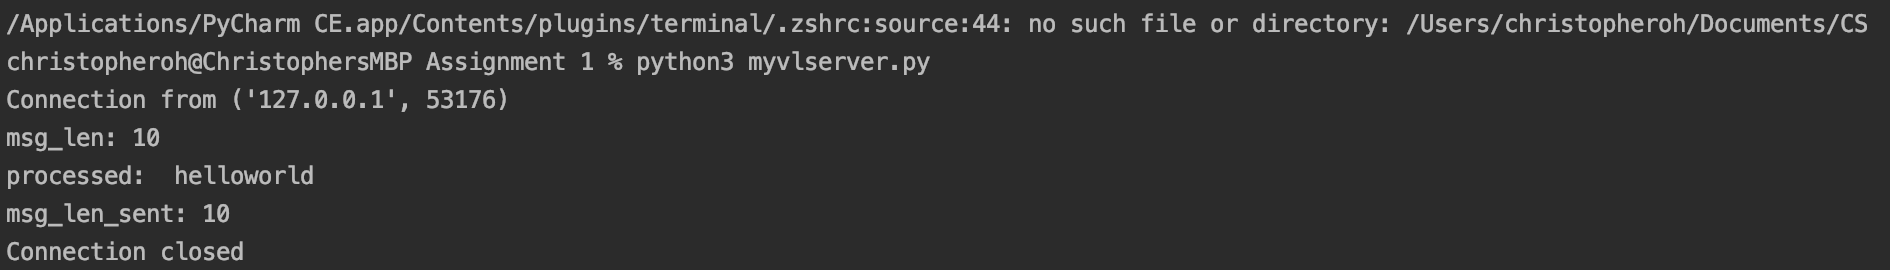 /Applications/PyCharm CE.app/Contents/plugins/terminal/.zshrc:source:44: no such file or directory: /Users/christopheroh/Documents/CS
christopheroh@ChristophersMBP Assignment 1 % python3 myvlserver.py
Connection from ('127.0.0.1', 53176)
msg_len: 10
processed:  helloworld
msg_len_sent: 10
Connection closed